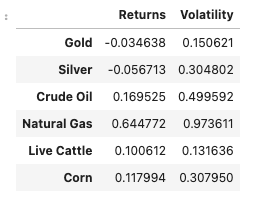 :
Returns Volatility
Gold -0.034638 0.150621
Silver -0.056713 0.304802
Crude Oil 0.169525 0.499592
Natural Gas 0.644772 0.973611
Live Cattle 0.100612 0.131636
Corn 0.117994 0.307950